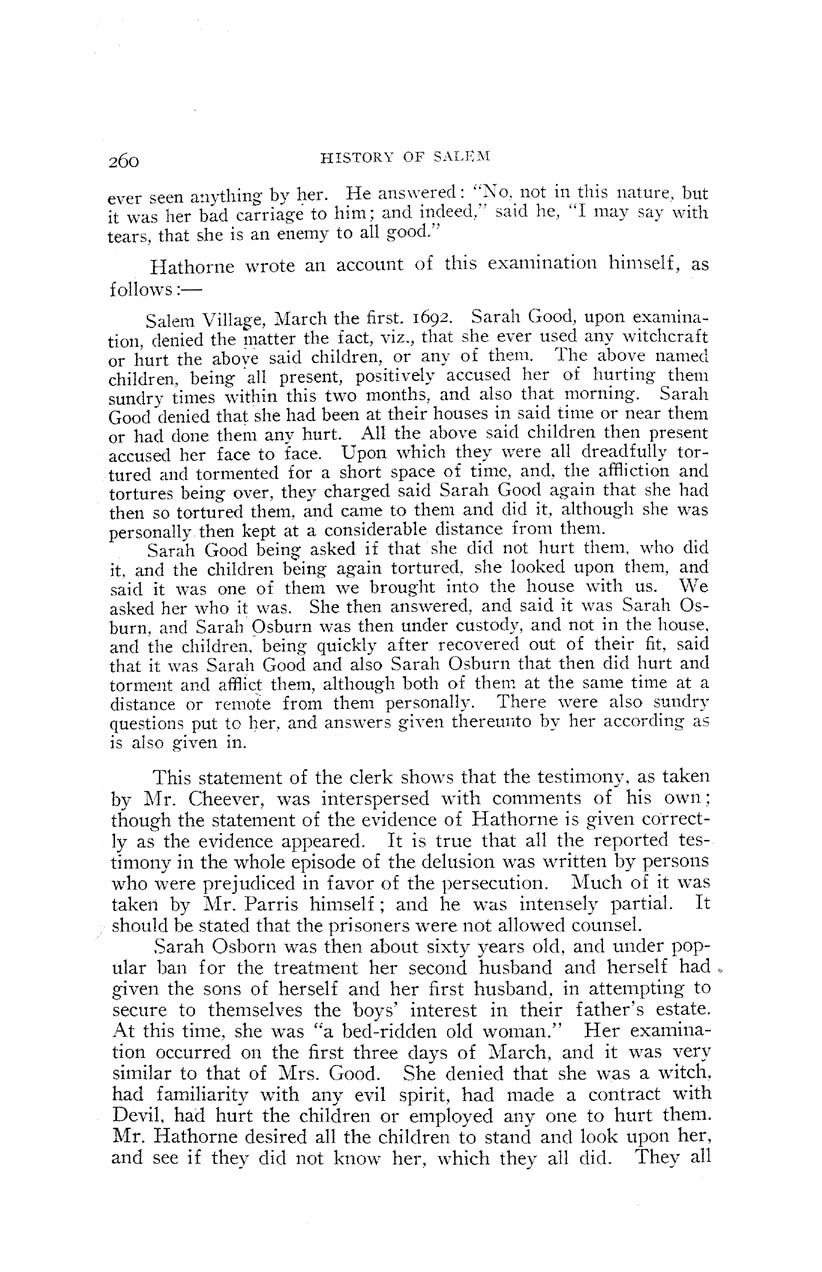 260 HISTORY OF SALEM
ever seen anything by her. He answered: “No, not in this nature, but
it was her bad carriage to him; and indeed,” said he, “I may say with
tears, that she is an enemy to all good.”
Hathorne wrote an account of this examination himself, as
follows:—
Salem Village, March the first. 1692. Sarah Good, upon examina-
tion, denied the matter the fact, viz., that she ever used any witchcraft
or hurt the above said children, or any of them. The above named
children, being all present, positively accused her of hurting them
sundry times within this two months, and also that morning. Sarah
Good denied that she had been at their houses in said time or near them
or had done them any hurt. All the above said children then present
accused her face to face. Upon which they were all dreadfully tor-
tured and tormented for a short space of time, and, the affliction and
tortures being over, they charged said Sarah Good again that she had
then so tortured them, and came to them and did it, although she was
personally then kept at a considerable distance from them.
Sarah Good being asked if that she did not hurt them, who did
it, and the children being again tortured, she looked upon them, and
said it was one of them we brought into the house with us. We
asked her who it was. She then answered, and said it was Sarah Os-
burn, and Sarah Osburn was then under custody, and not in the house,
and the children, being quickly after recovered out of their fit, said
that it was Sarah Good and also Sarah Osburn that then did hurt and
torment and afflict them, although both of them at the same time at a
distance or remote from them personally. There were also sundry
questions put to her, and answers given thereunto by her according as
is also given in.
This statement of the clerk shows that the testimony, as taken
by Mr. Cheever, was interspersed with comments of his own;
though the statement of the evidence of Hathorne is given correct-
ly as the evidence appeared. It is true that all the reported tes-
timony in the whole episode of the delusion was written by persons
who were prejudiced in favor of the persecution. Much of it was
taken by Mr. Parris himself; and he was intensely partial. It
should be stated that the prisoners were not allowed counsel.
Sarah Osborn was then about sixty years old, and under pop-
ular ban for the treatment her second husband and herself had
given the sons of herself and her first husband, in attempting to
secure to themselves the boys’ interest in their father’s estate.
At this time, she was “a bed-ridden old woman.” Her examina-
tion occurred on the first three days of March, and it was very
similar to that of Mrs. Good. She denied that she was a witch,
had familiarity with any evil spirit, had made a contract with
Devil, had hurt the children or employed any one to hurt them.
Mr. Hathorne desired all the children to stand and look upon her,
and see if they did not know her, which they all did. They all